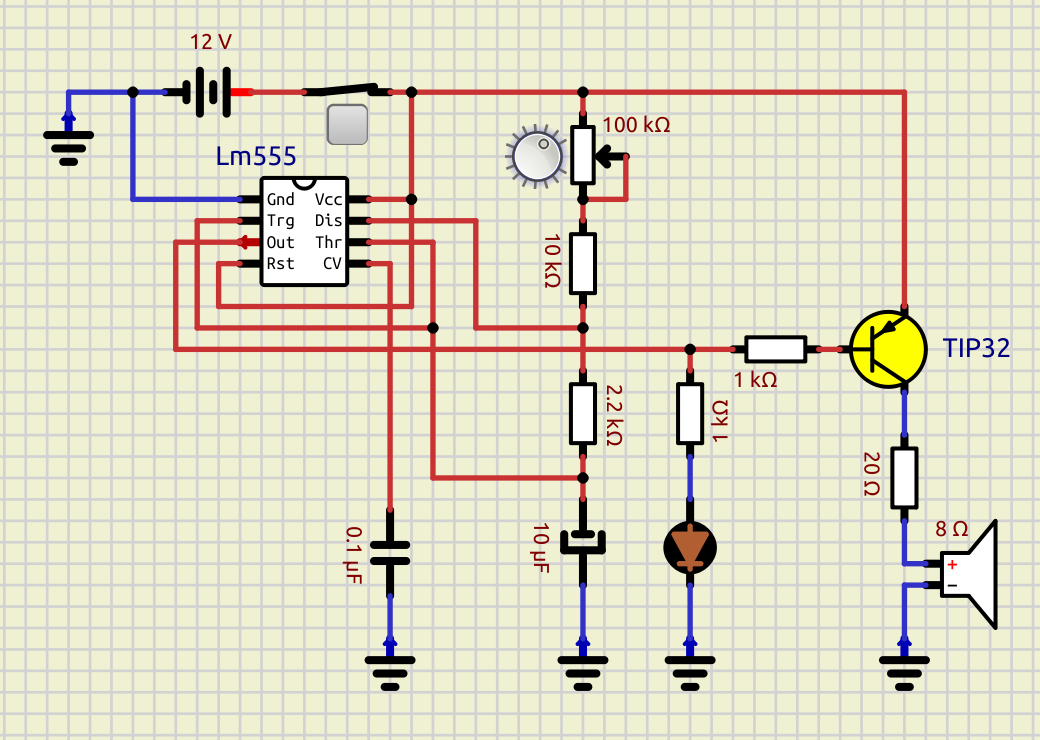 12 V
100 kΩ
Lm555
Gnd Vcc
Trg Dis
Out Thr
Rst CV
10 kΩ
TIP32
1 kΩ
2.2 kΩ
1 kΩ
20 Ω
0.1 µF
10 µF
8 Ω
+
−